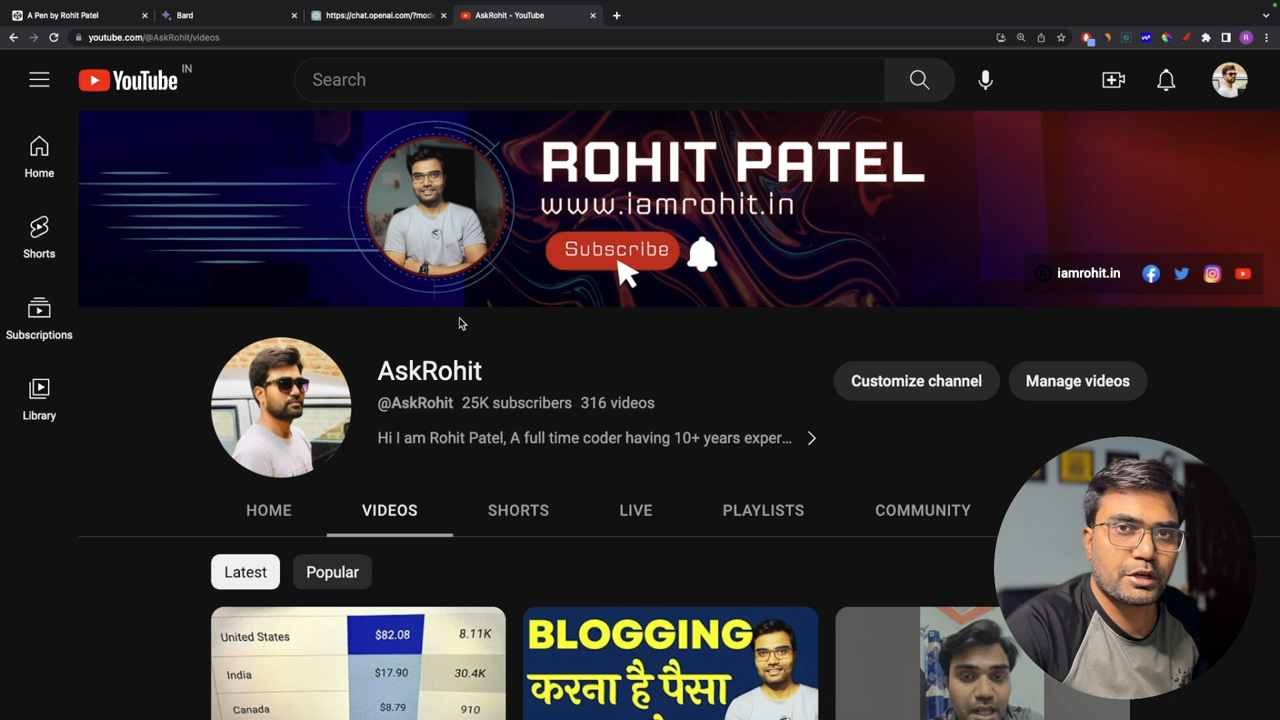 A Pen by Rohit Patel
Bard
https://chat.openai.com/?mode
AskRohit - YouTube
youtube.com/@AskRohit/videos
R
YouTube IN
Search
Home
Shorts
Subscriptions
Library
ROHIT PATEL
www.iamrohit.in
Subscribe
iamrohit.in
AskRohit
@AskRohit 25K subscribers 316 videos
Hi I am Rohit Patel, A full time coder having 10+ years exper...
Customize channel
Manage videos
HOME VIDEOS SHORTS LIVE PLAYLISTS COMMUNITY
Latest Popular
United States $82.08 8.11K
India $17.90 30.4K
Canada $8.79 910
BLOGGING
करना है पैसा